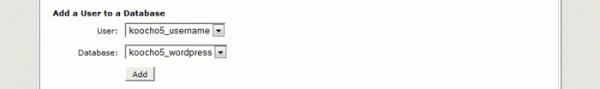 Add a User to a Database
User: koocho5_username
Database: koocho5_wordpress
Add